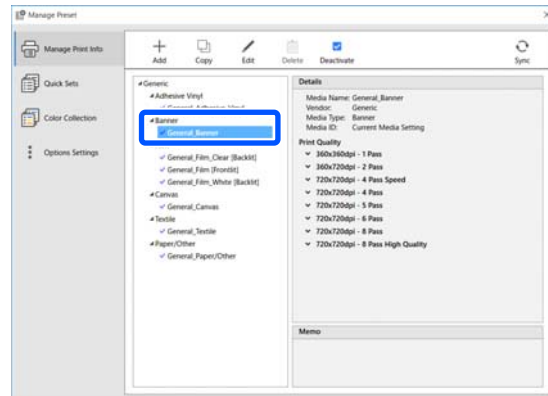 Manage Preset
Manage Print Info
Quick Sets
Color Collection
Options Settings
Add
Copy
Edit
Delete
Deactivate
Sync
Generic
Adhesive Vinyl
General_Adhesive_Vinyl
Banner
General_Banner
General_Film_Clear [Backlit]
General_Film [Frontlit]
General_Film_White [Backlit]
Canvas
General_Canvas
Textile
General_Textile
Paper/Other
General_Paper/Other
Details
Media Name: General_Banner
Vendor: Generic
Media Type: Banner
Media ID: Current Media Setting
Print Quality
360x360dpi - 1 Pass
360x360dpi - 2 Pass
720x720dpi - 4 Pass Speed
720x720dpi - 4 Pass
720x720dpi - 5 Pass
720x720dpi - 6 Pass
720x720dpi - 8 Pass
720x720dpi - 8 Pass High Quality
Memo